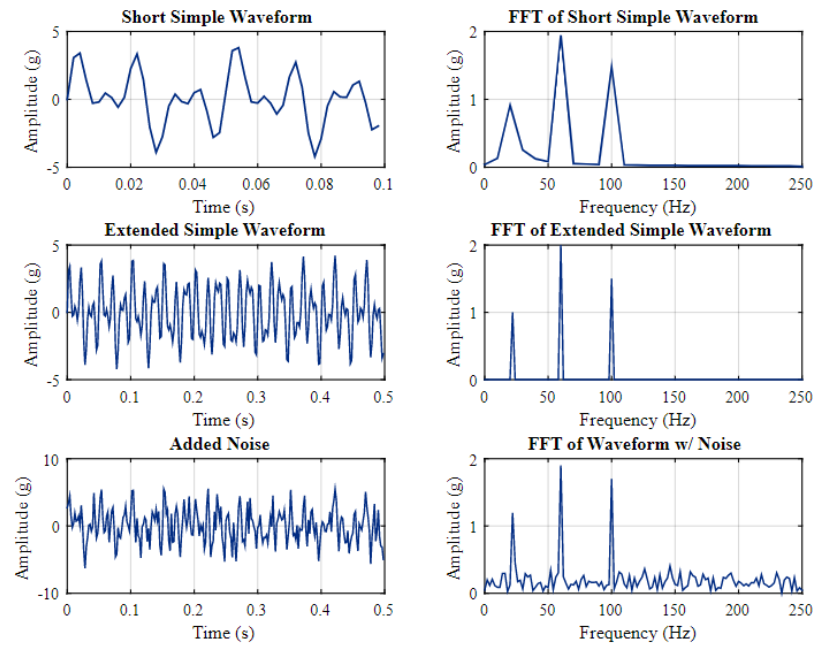 Short Simple Waveform
Amplitude (g)
5
0
-5
0 0.02 0.04 0.06 0.08 0.1
Time (s)
FFT of Short Simple Waveform
Amplitude (g)
2
1
0
0 50 100 150 200 250
Frequency (Hz)
Extended Simple Waveform
Amplitude (g)
5
0
-5
0 0.1 0.2 0.3 0.4 0.5
Time (s)
FFT of Extended Simple Waveform
Amplitude (g)
2
1
0
0 50 100 150 200 250
Frequency (Hz)
Added Noise
Amplitude (g)
10
0
-10
0 0.1 0.2 0.3 0.4 0.5
Time (s)
FFT of Waveform w/ Noise
Amplitude (g)
2
1
0
0 50 100 150 200 250
Frequency (Hz)